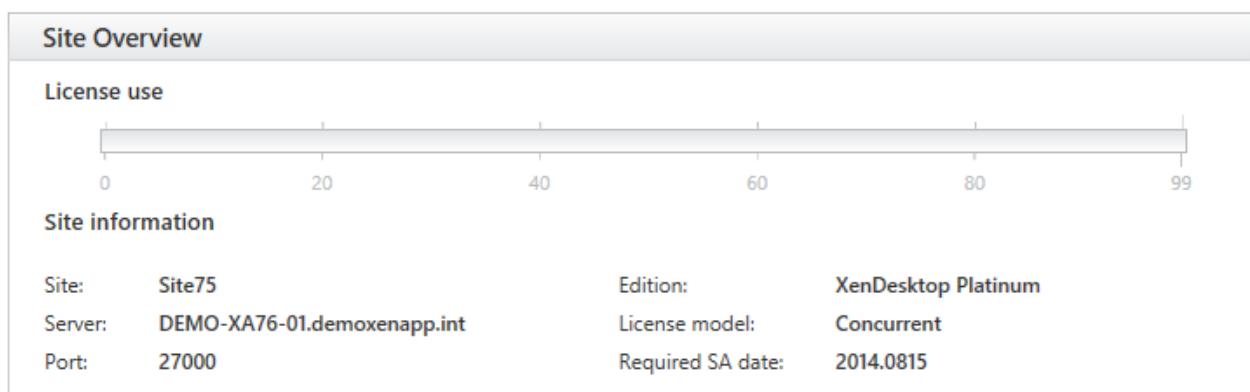 Site Overview
License use
0 20 40 60 80 99
Site information
Site: Site75 Edition: XenDesktop Platinum
Server: DEMO-XA76-01.demoxenapp.int License model: Concurrent
Port: 27000 Required SA date: 2014.0815